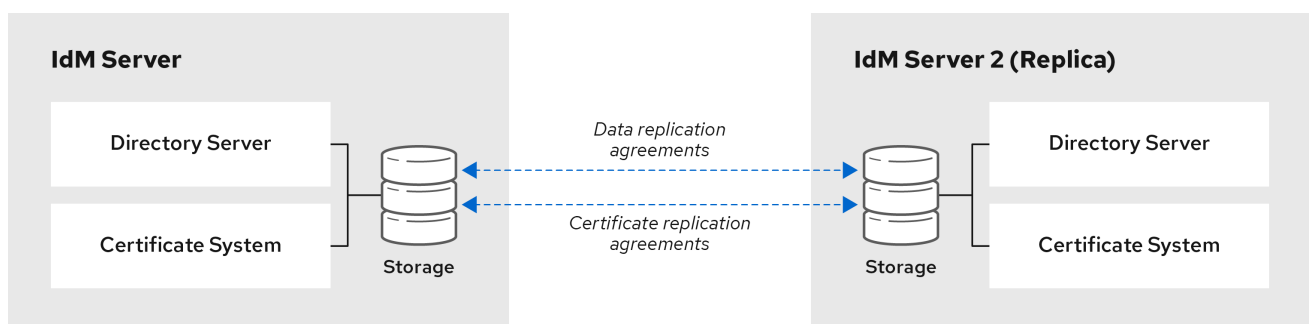 IdM Server
Directory Server
Certificate System
Storage
Data replication
agreements
Certificate replication
agreements
IdM Server 2 (Replica)
Storage
Directory Server
Certificate System